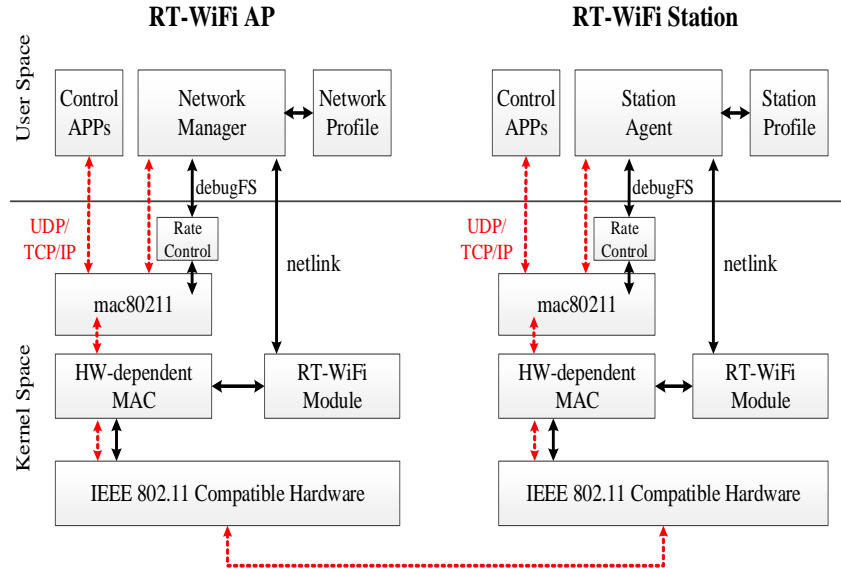 RT-WiFi AP
RT-WiFi Station
User Space
Control
APPs
Network
Manager
Network
Profile
Control
APPs
Station
Agent
Station
Profile
debugFS
debugFS
UDP/
TCP/IP
Rate
Control
netlink
UDP/
TCP/IP
Rate
Control
netlink
mac80211
mac80211
Kernel Space
HW-dependent
MAC
RT-WiFi
Module
HW-dependent
MAC
RT-WiFi
Module
IEEE 802.11 Compatible Hardware
IEEE 802.11 Compatible Hardware